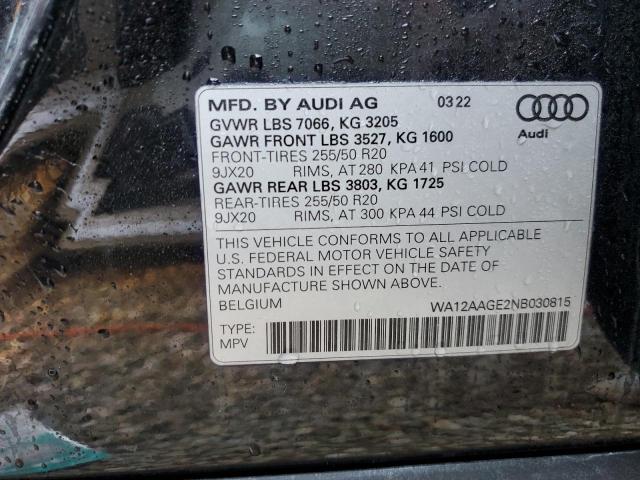 MFD. BY AUDI AG 03 22
GVWR LBS 7066, KG 3205
GAWR FRONT LBS 3527, KG 1600
FRONT-TIRES 255/50 R20
9JX20 RIMS, AT 280 KPA 41 PSI COLD
GAWR REAR LBS 3803, KG 1725
REAR-TIRES 255/50 R20
9JX20 RIMS, AT 300 KPA 44 PSI COLD
Audi
THIS VEHICLE CONFORMS TO ALL APPLICABLE
U.S. FEDERAL MOTOR VEHICLE SAFETY
STANDARDS IN EFFECT ON THE DATE OF
MANUFACTURE SHOWN ABOVE.
BELGIUM WA12AAGE2NB030815
TYPE:
MPV